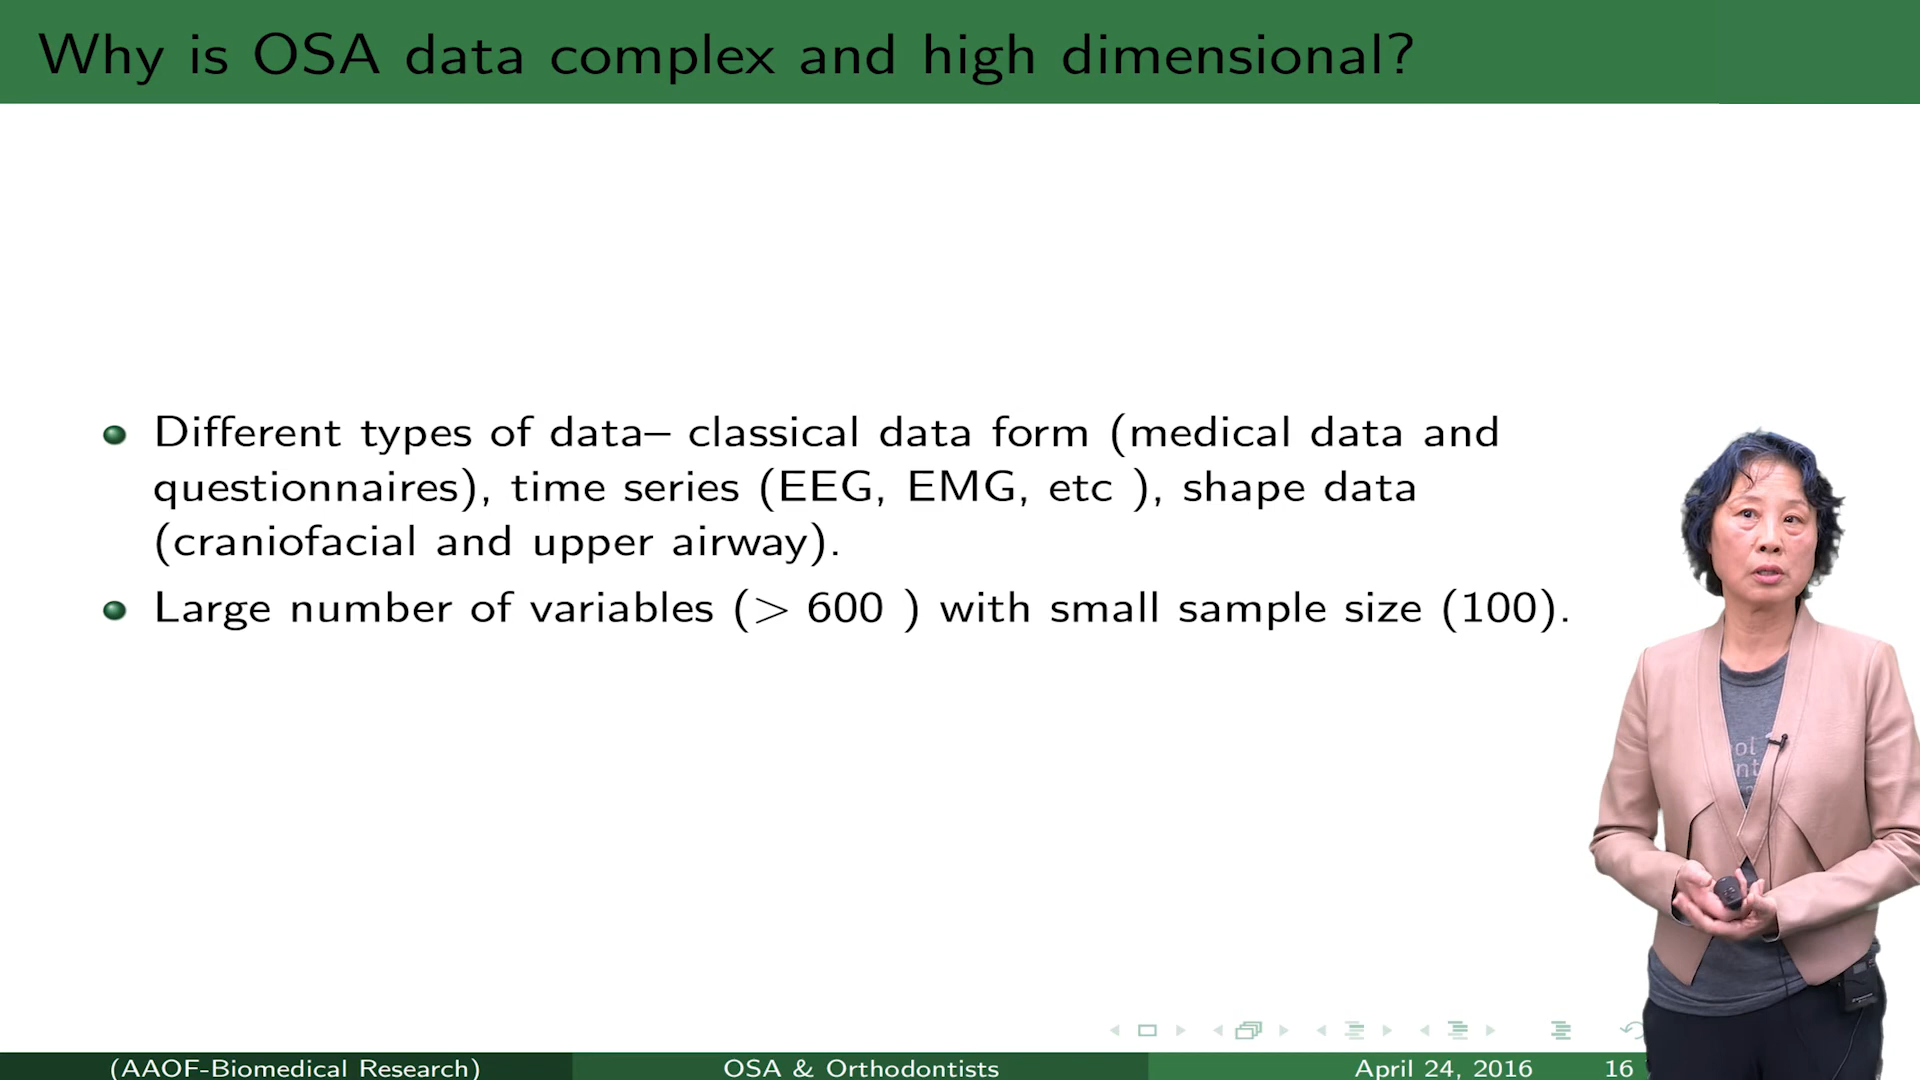 Why is OSA data complex and high dimensional?
Different types of data– classical data form (medical data and
questionnaires), time series (EEG, EMG, etc ), shape data
(craniofacial and upper airway).
Large number of variables (> 600 ) with small sample size (100).
(AAOF-Biomedical Research)
OSA & Orthodontists
April 24, 2016
16